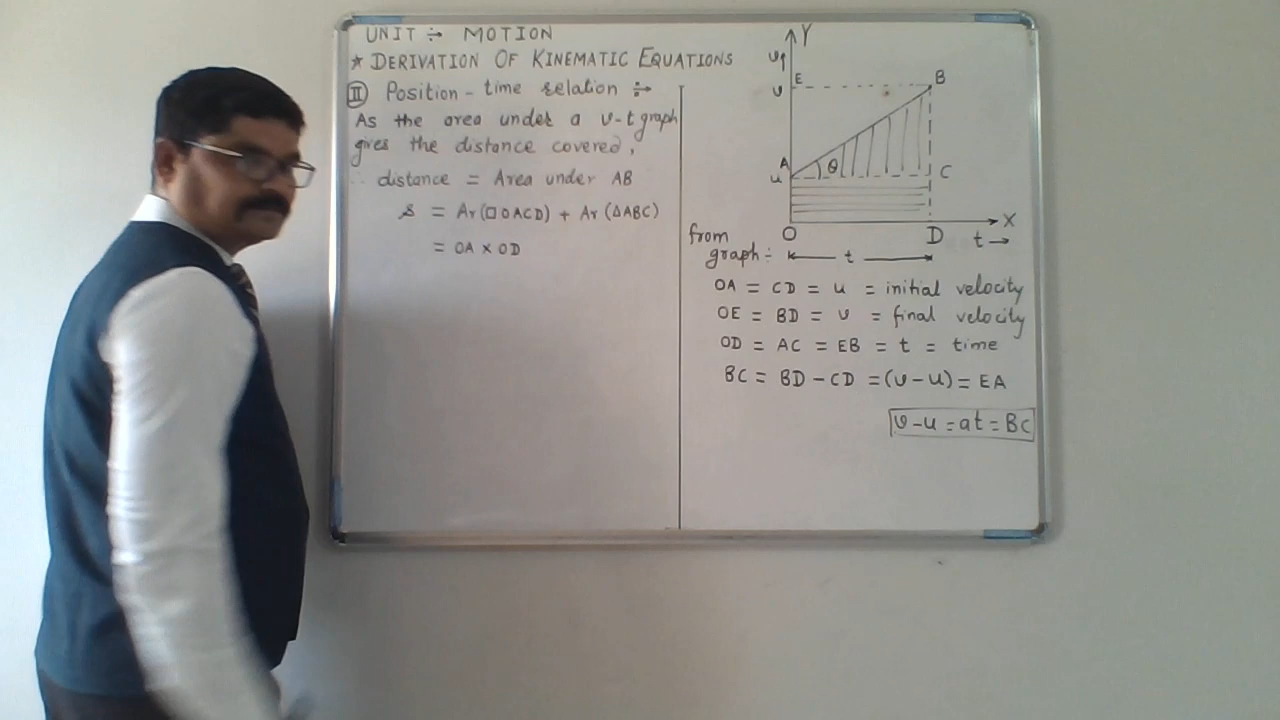 UNIT ÷ MOTION
* DERIVATION OF KINEMATIC EQUATIONS
II Position - time relation ÷
As the area under a v-t graph
gives the distance covered,
∴ distance = Area under AB
s = Ar(□OACD) + Ar(ΔABC)
= OA × OD
Y
v↑
E
B
v
A
θ
u
C
O
D
X
t→
from
graph:-
t
OA = CD = u = initial velocity
OE = BD = v = final velocity
OD = AC = EB = t = time
BC = BD - CD = (v - u) = EA
v - u = at = BC